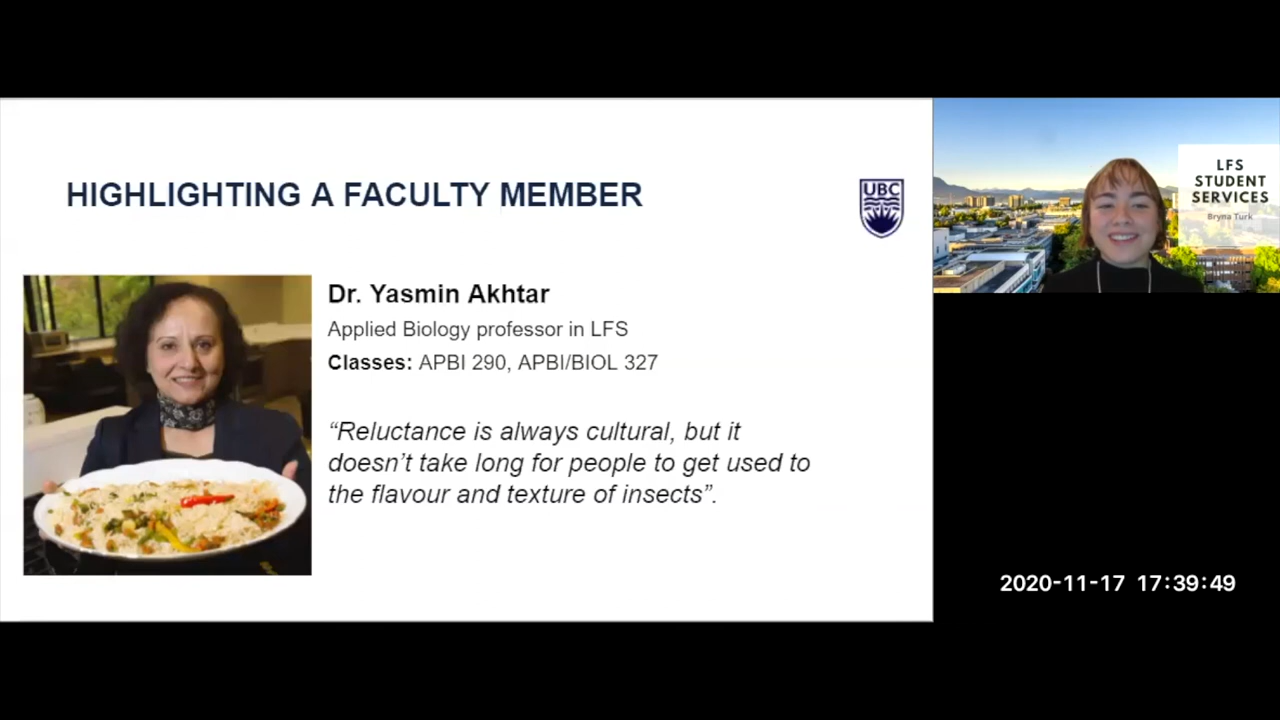 HIGHLIGHTING A FACULTY MEMBER
UBC
Dr. Yasmin Akhtar
Applied Biology professor in LFS
Classes: APBI 290, APBI/BIOL 327
“Reluctance is always cultural, but it
doesn’t take long for people to get used to
the flavour and texture of insects”.
LFS
STUDENT
SERVICES
Bryna Turk
2020-11-17 17:39:49